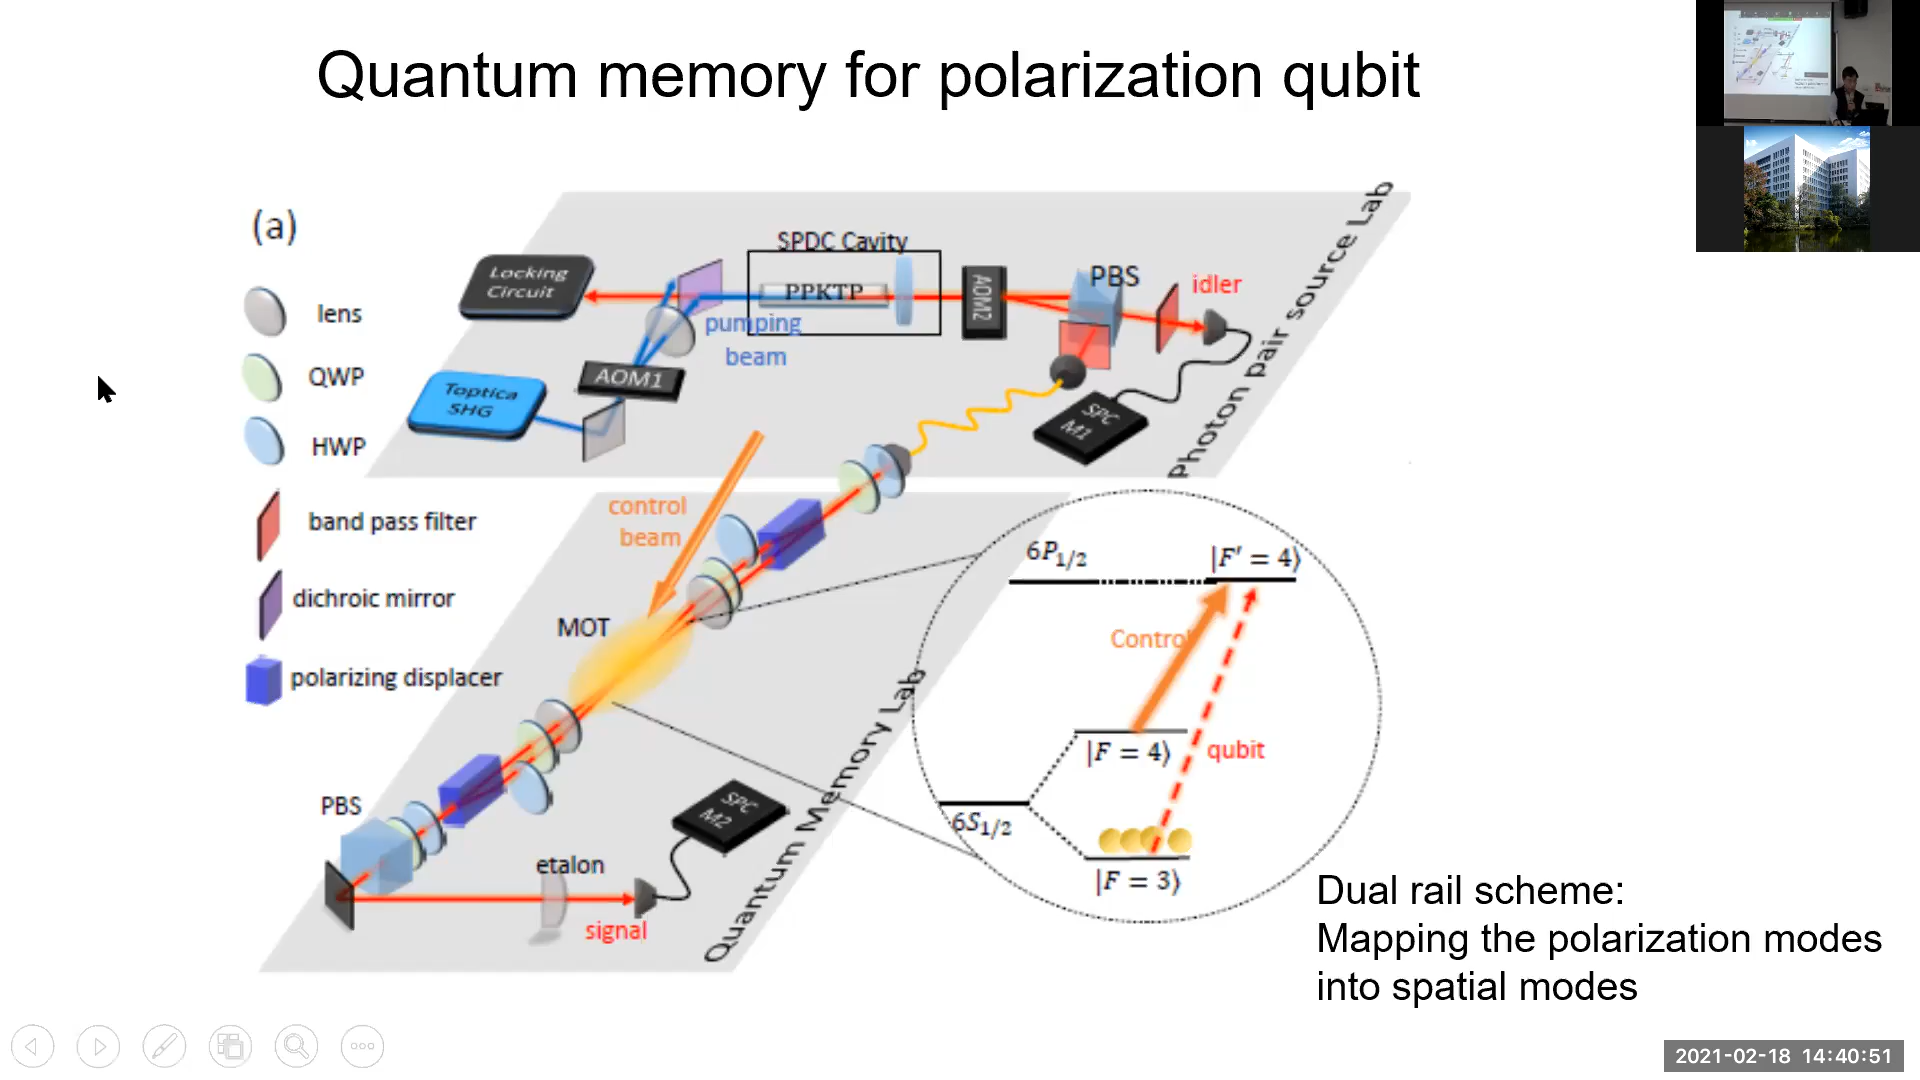 Quantum memory for polarization qubit
(a)
lens
QWP
HWP
band pass filter
dichroic mirror
polarizing displacer
Locking
Circuit
SPDC Cavity
PPKTP
pumping
beam
AOM1
Toptica
SHG
AOM2
PBS
idler
SPC
M1
Photon pair source Lab
control
beam
MOT
PBS
etalon
signal
SPC
M2
Quantum Memory Lab
6P1/2
|F' = 4⟩
Control
|F = 4⟩
qubit
6S1/2
|F = 3⟩
Dual rail scheme:
Mapping the polarization modes
into spatial modes
2021-02-18 14:40:51